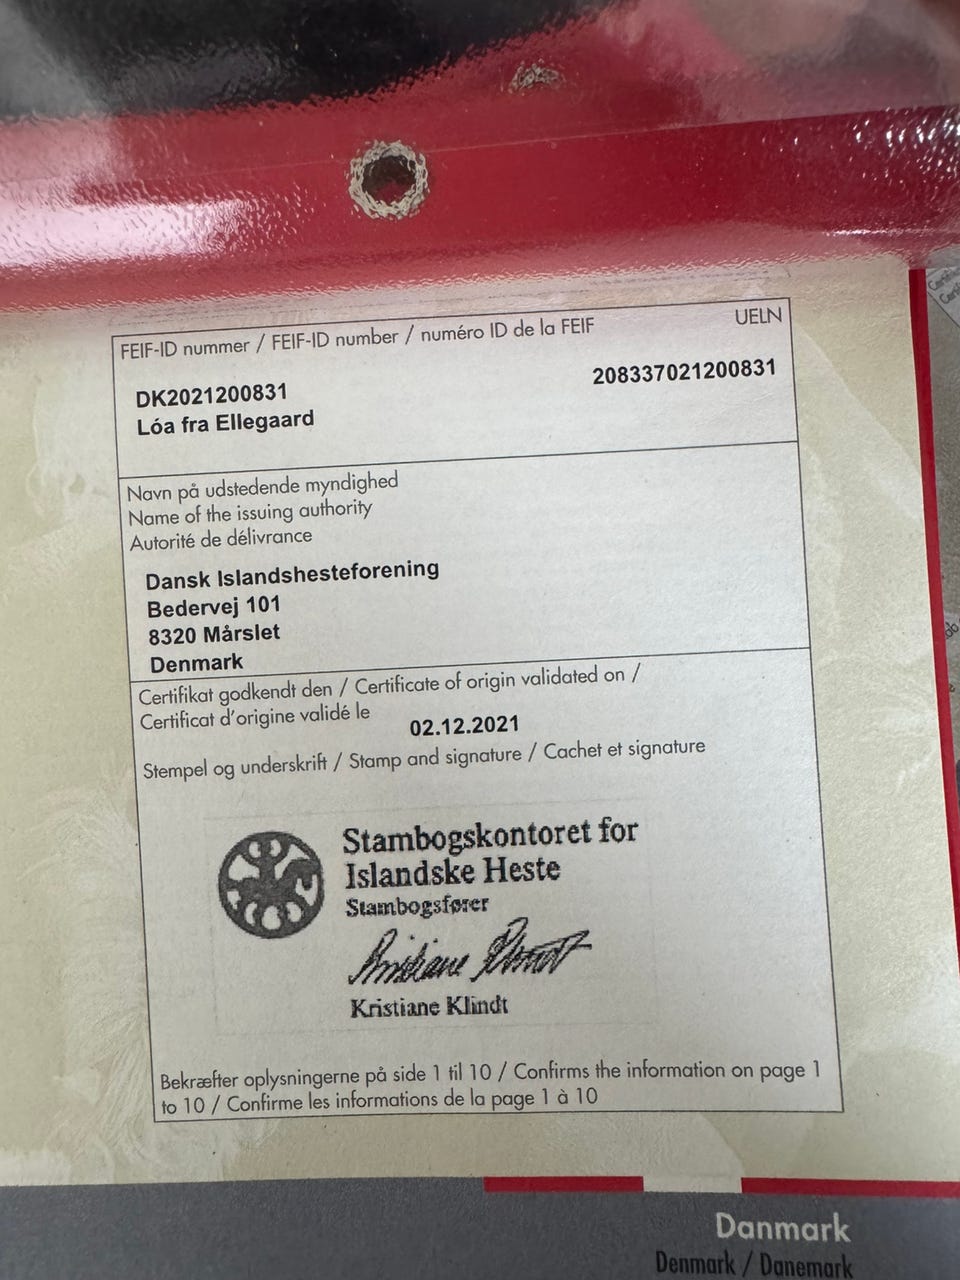 FEIF-ID nummer / FEIF-ID number / numéro ID de la FEIF
UELN
DK2021200831
208337021200831
Lóa fra Ellegaard
Navn på udstedende myndighed
Name of the issuing authority
Autorité de délivrance
Dansk Islandshesteforening
Bedervej 101
8320 Mårslet
Denmark
Certifikat godkendt den / Certificate of origin validated on /
Certificat d'origine validé le
02.12.2021
Stempel og underskrift / Stamp and signature / Cachet et signature
Stambogskontoret for
Islandske Heste
Stambogsfører
Kristiane Klindt
Kristiane Klindt
Bekræfter oplysningerne på side 1 til 10 / Confirms the information on page 1
to 10 / Confirme les informations de la page 1 à 10
Danmark
Denmark / Danemark